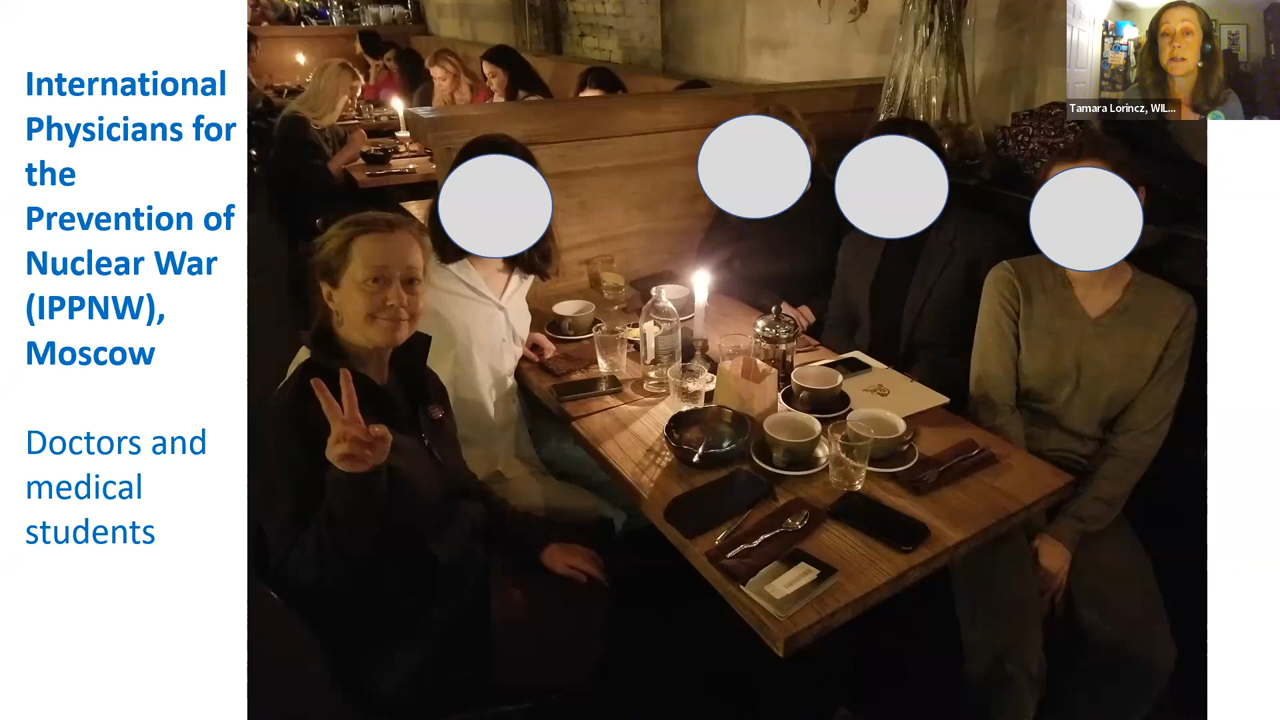 International
Physicians for
the
Prevention of
Nuclear War
(IPPNW),
Moscow
Doctors and
medical
students
Tamara Lorincz, WIL...